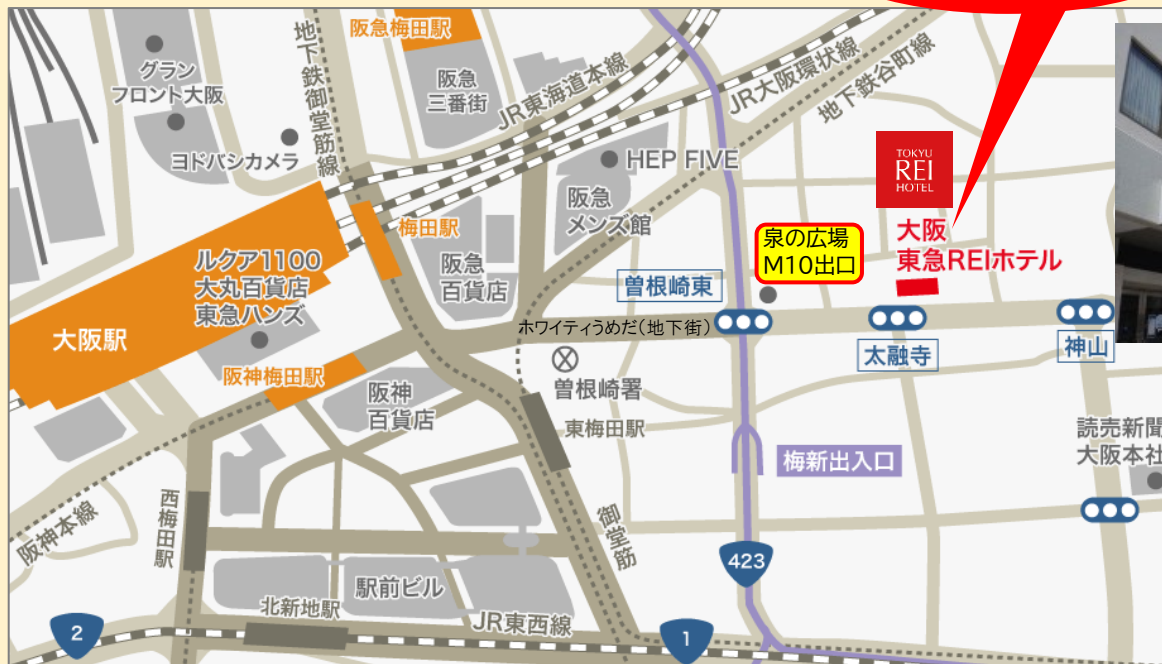 阪急梅田駅
地下鉄御堂筋線
グラン
フロント大阪
阪急
三番街
JR東海道本線
JR大阪環状線
地下鉄谷町線
ヨドバシカメラ
HEP FIVE
TOKYU
REI
HOTEL
阪急
メンズ館
梅田駅
大阪
東急REIホテル
泉の広場
M10出口
ルクア1100
大丸百貨店
東急ハンズ
阪急
百貨店
曽根崎東
ホワイティうめだ(地下街)
大阪駅
太融寺
神山
阪神梅田駅
曽根崎署
阪神
百貨店
東梅田駅
読売新聞
大阪本社
梅新出入口
西梅田駅
阪神本線
御堂筋
423
駅前ビル
北新地駅
JR東西線
2
1